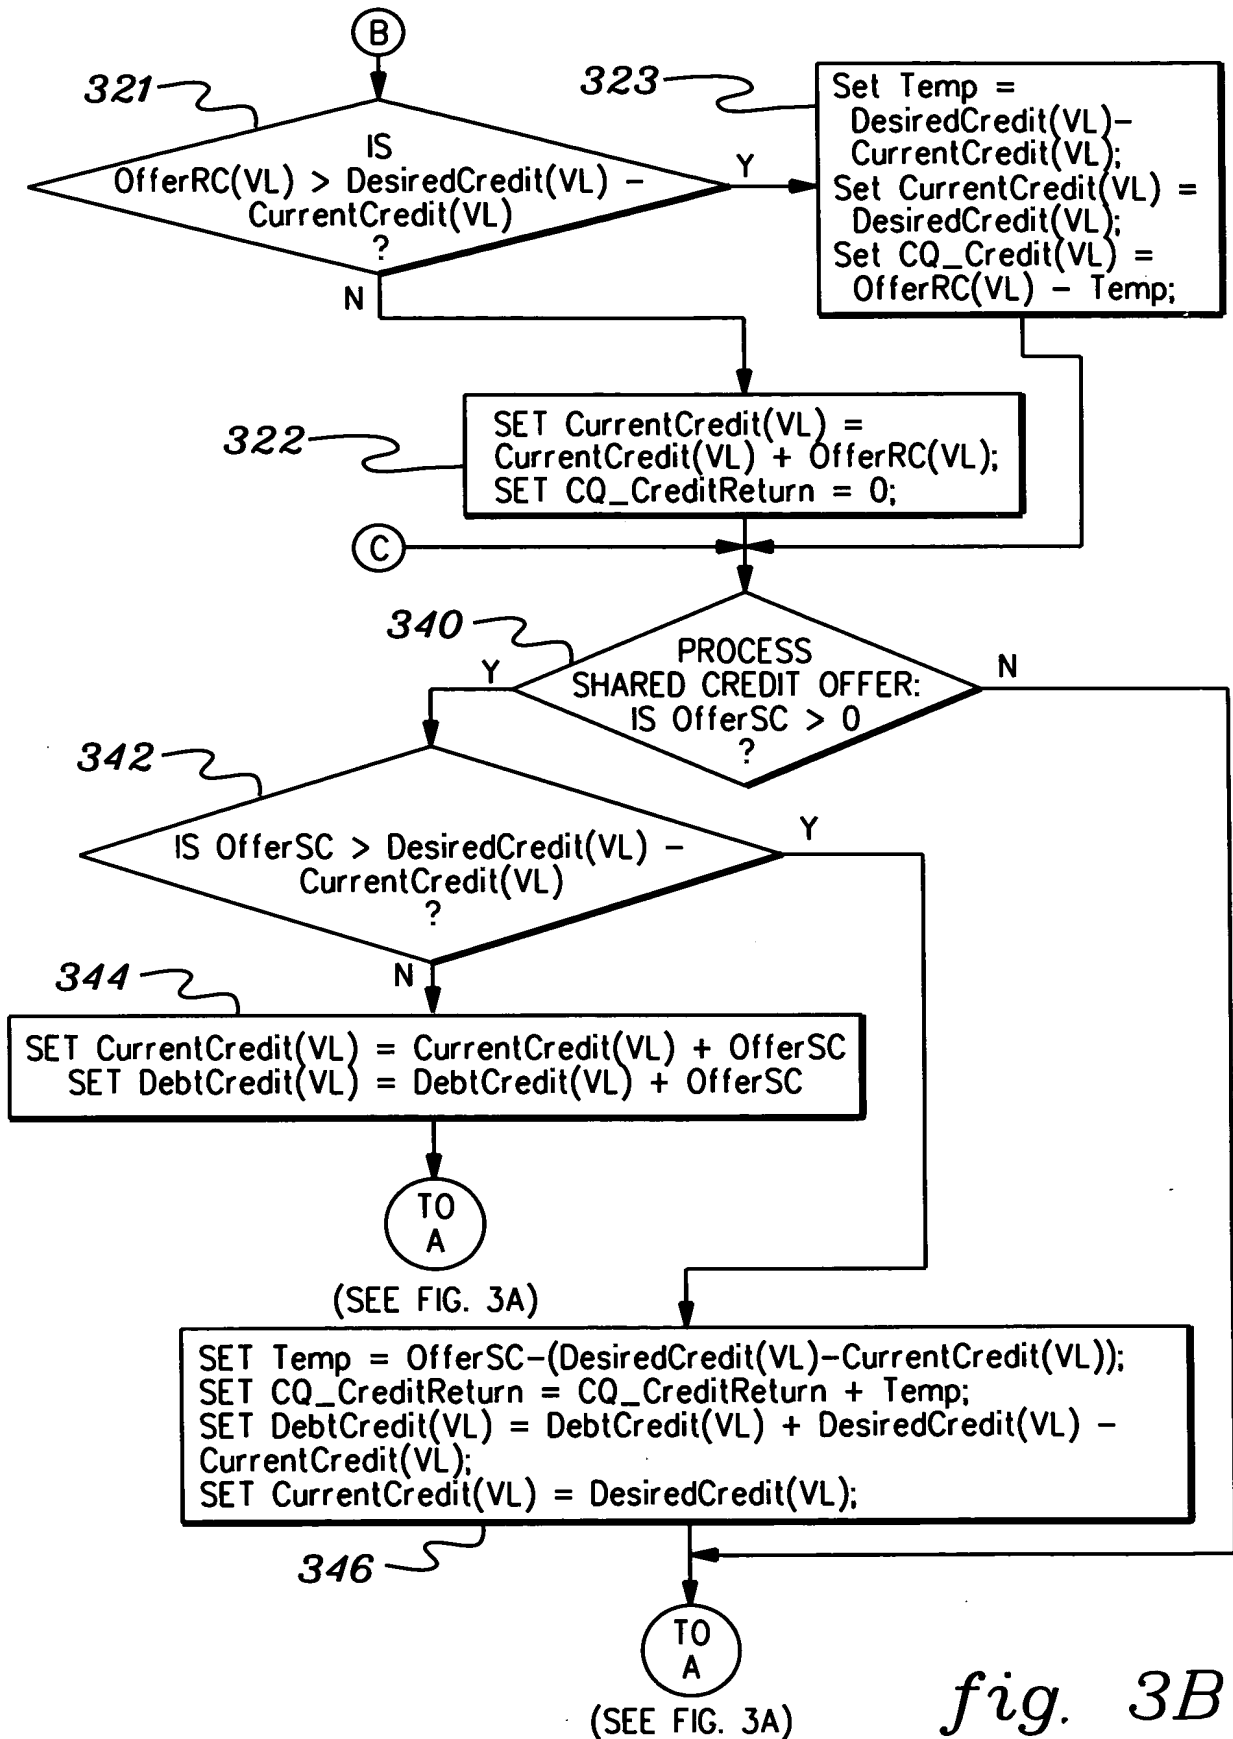 B
321
IS
OfferRC(VL) > DesiredCredit(VL) –
CurrentCredit(VL)
?
Y
N
323
Set Temp =
DesiredCredit(VL)–
CurrentCredit(VL);
Set CurrentCredit(VL) =
DesiredCredit(VL);
Set CQ_Credit(VL) =
OfferRC(VL) – Temp;
322
SET CurrentCredit(VL) =
CurrentCredit(VL) + OfferRC(VL);
SET CQ_CreditReturn = 0;
C
340
PROCESS
SHARED CREDIT OFFER:
IS OfferSC > 0
?
Y
N
342
IS OfferSC > DesiredCredit(VL) –
CurrentCredit(VL)
?
Y
N
344
SET CurrentCredit(VL) = CurrentCredit(VL) + OfferSC
SET DebtCredit(VL) = DebtCredit(VL) + OfferSC
TO
A
(SEE FIG. 3A)
SET Temp = OfferSC-(DesiredCredit(VL)-CurrentCredit(VL));
SET CQ_CreditReturn = CQ_CreditReturn + Temp;
SET DebtCredit(VL) = DebtCredit(VL) + DesiredCredit(VL) –
CurrentCredit(VL);
SET CurrentCredit(VL) = DesiredCredit(VL);
346
TO
A
(SEE FIG. 3A)
fig. 3B